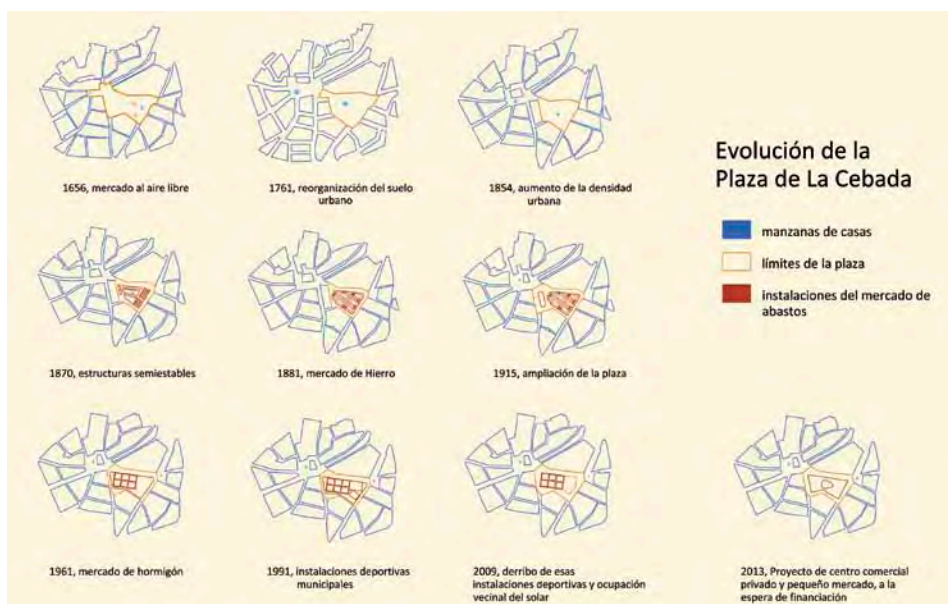 1656, mercado al aire libre
1761, reorganización del suelo
urbano
1854, aumento de la densidad
urbana
Evolución de la
Plaza de La Cebada
manzanas de casas
límites de la plaza
instalaciones del mercado de
abastos
1870, estructuras semiestables
1881, mercado de Hierro
1915, ampliación de la plaza
1961, mercado de hormigón
1991, instalaciones deportivas
municipales
2009, derribo de esas
instalaciones deportivas y ocupación
vecinal del solar
2013, Proyecto de centro comercial
privado y pequeño mercado, a la
espera de financiación